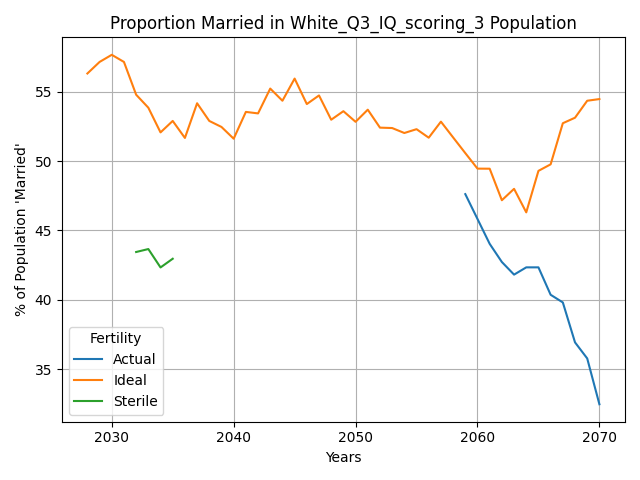 Proportion Married in White_Q3_IQ_scoring_3 Population
% of Population 'Married'
55
50
45
40
35
Fertility
Actual
Ideal
Sterile
2030 2040 2050 2060 2070
Years